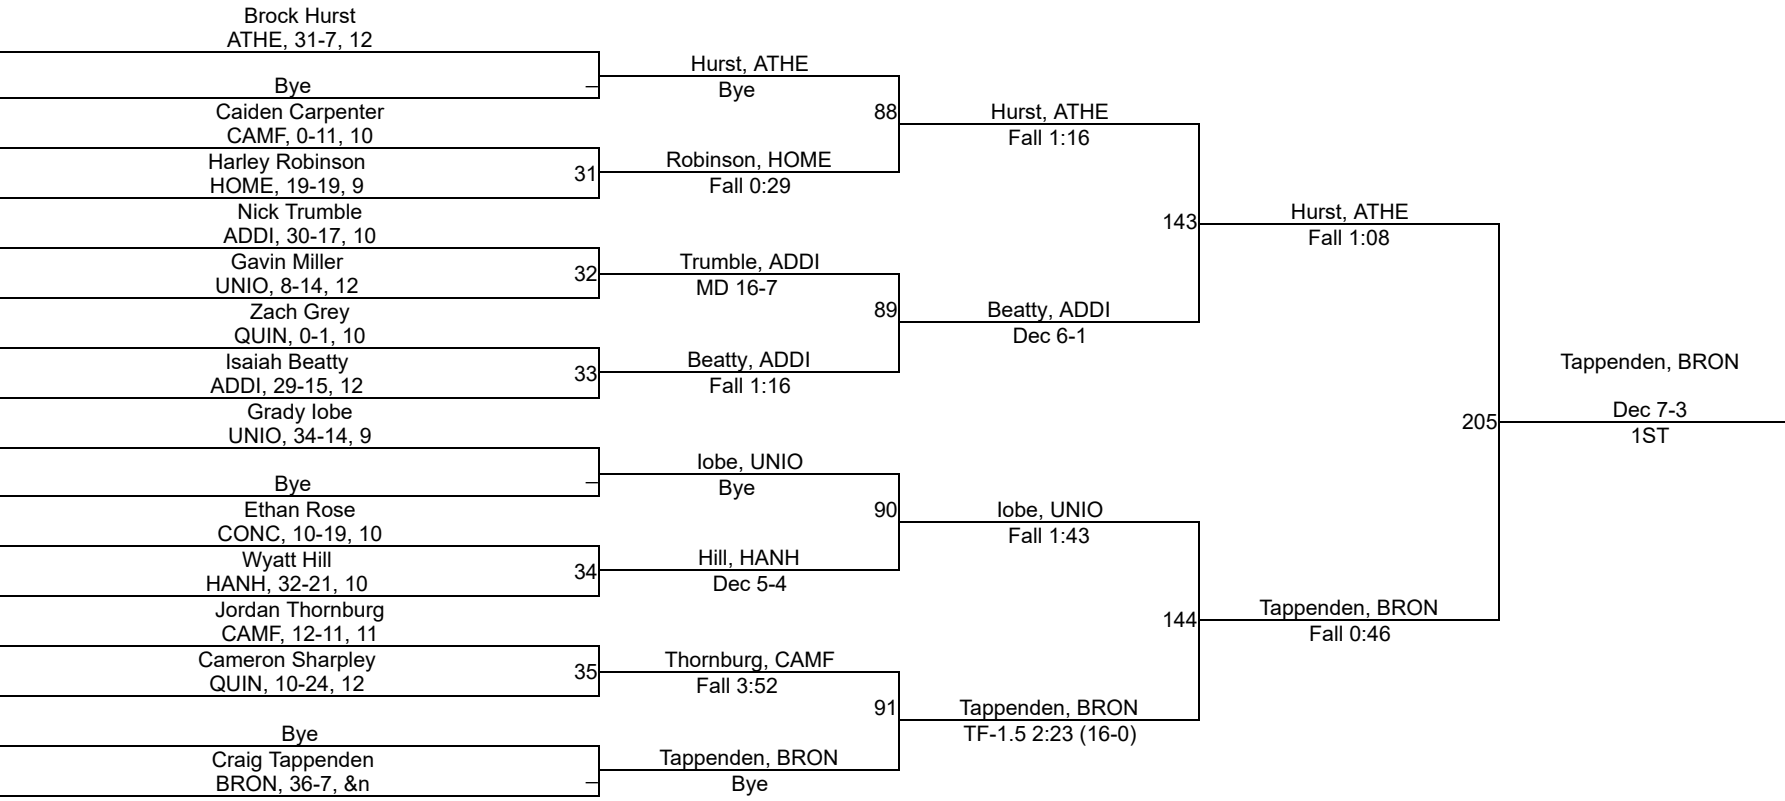 Brock Hurst
ATHE, 31-7, 12
Bye
Caiden Carpenter
CAMF, 0-11, 10
Harley Robinson
HOME, 19-19, 9
31
Nick Trumble
ADDI, 30-17, 10
Gavin Miller
UNIO, 8-14, 12
32
Zach Grey
QUIN, 0-1, 10
Isaiah Beatty
ADDI, 29-15, 12
33
Grady Iobe
UNIO, 34-14, 9
Bye
Ethan Rose
CONC, 10-19, 10
Wyatt Hill
HANH, 32-21, 10
34
Jordan Thornburg
CAMF, 12-11, 11
Cameron Sharpley
QUIN, 10-24, 12
35
Bye
Craig Tappenden
BRON, 36-7, &n
Hurst, ATHE
Bye
88
Robinson, HOME
Fall 0:29
Trumble, ADDI
MD 16-7
89
Beatty, ADDI
Fall 1:16
Iobe, UNIO
Bye
90
Hill, HANH
Dec 5-4
Thornburg, CAMF
Fall 3:52
91
Tappenden, BRON
Bye
Hurst, ATHE
Fall 1:16
143
Beatty, ADDI
Dec 6-1
Iobe, UNIO
Fall 1:43
144
Tappenden, BRON
TF-1.5 2:23 (16-0)
Hurst, ATHE
Fall 1:08
205
Tappenden, BRON
Fall 0:46
Tappenden, BRON
Dec 7-3
1ST